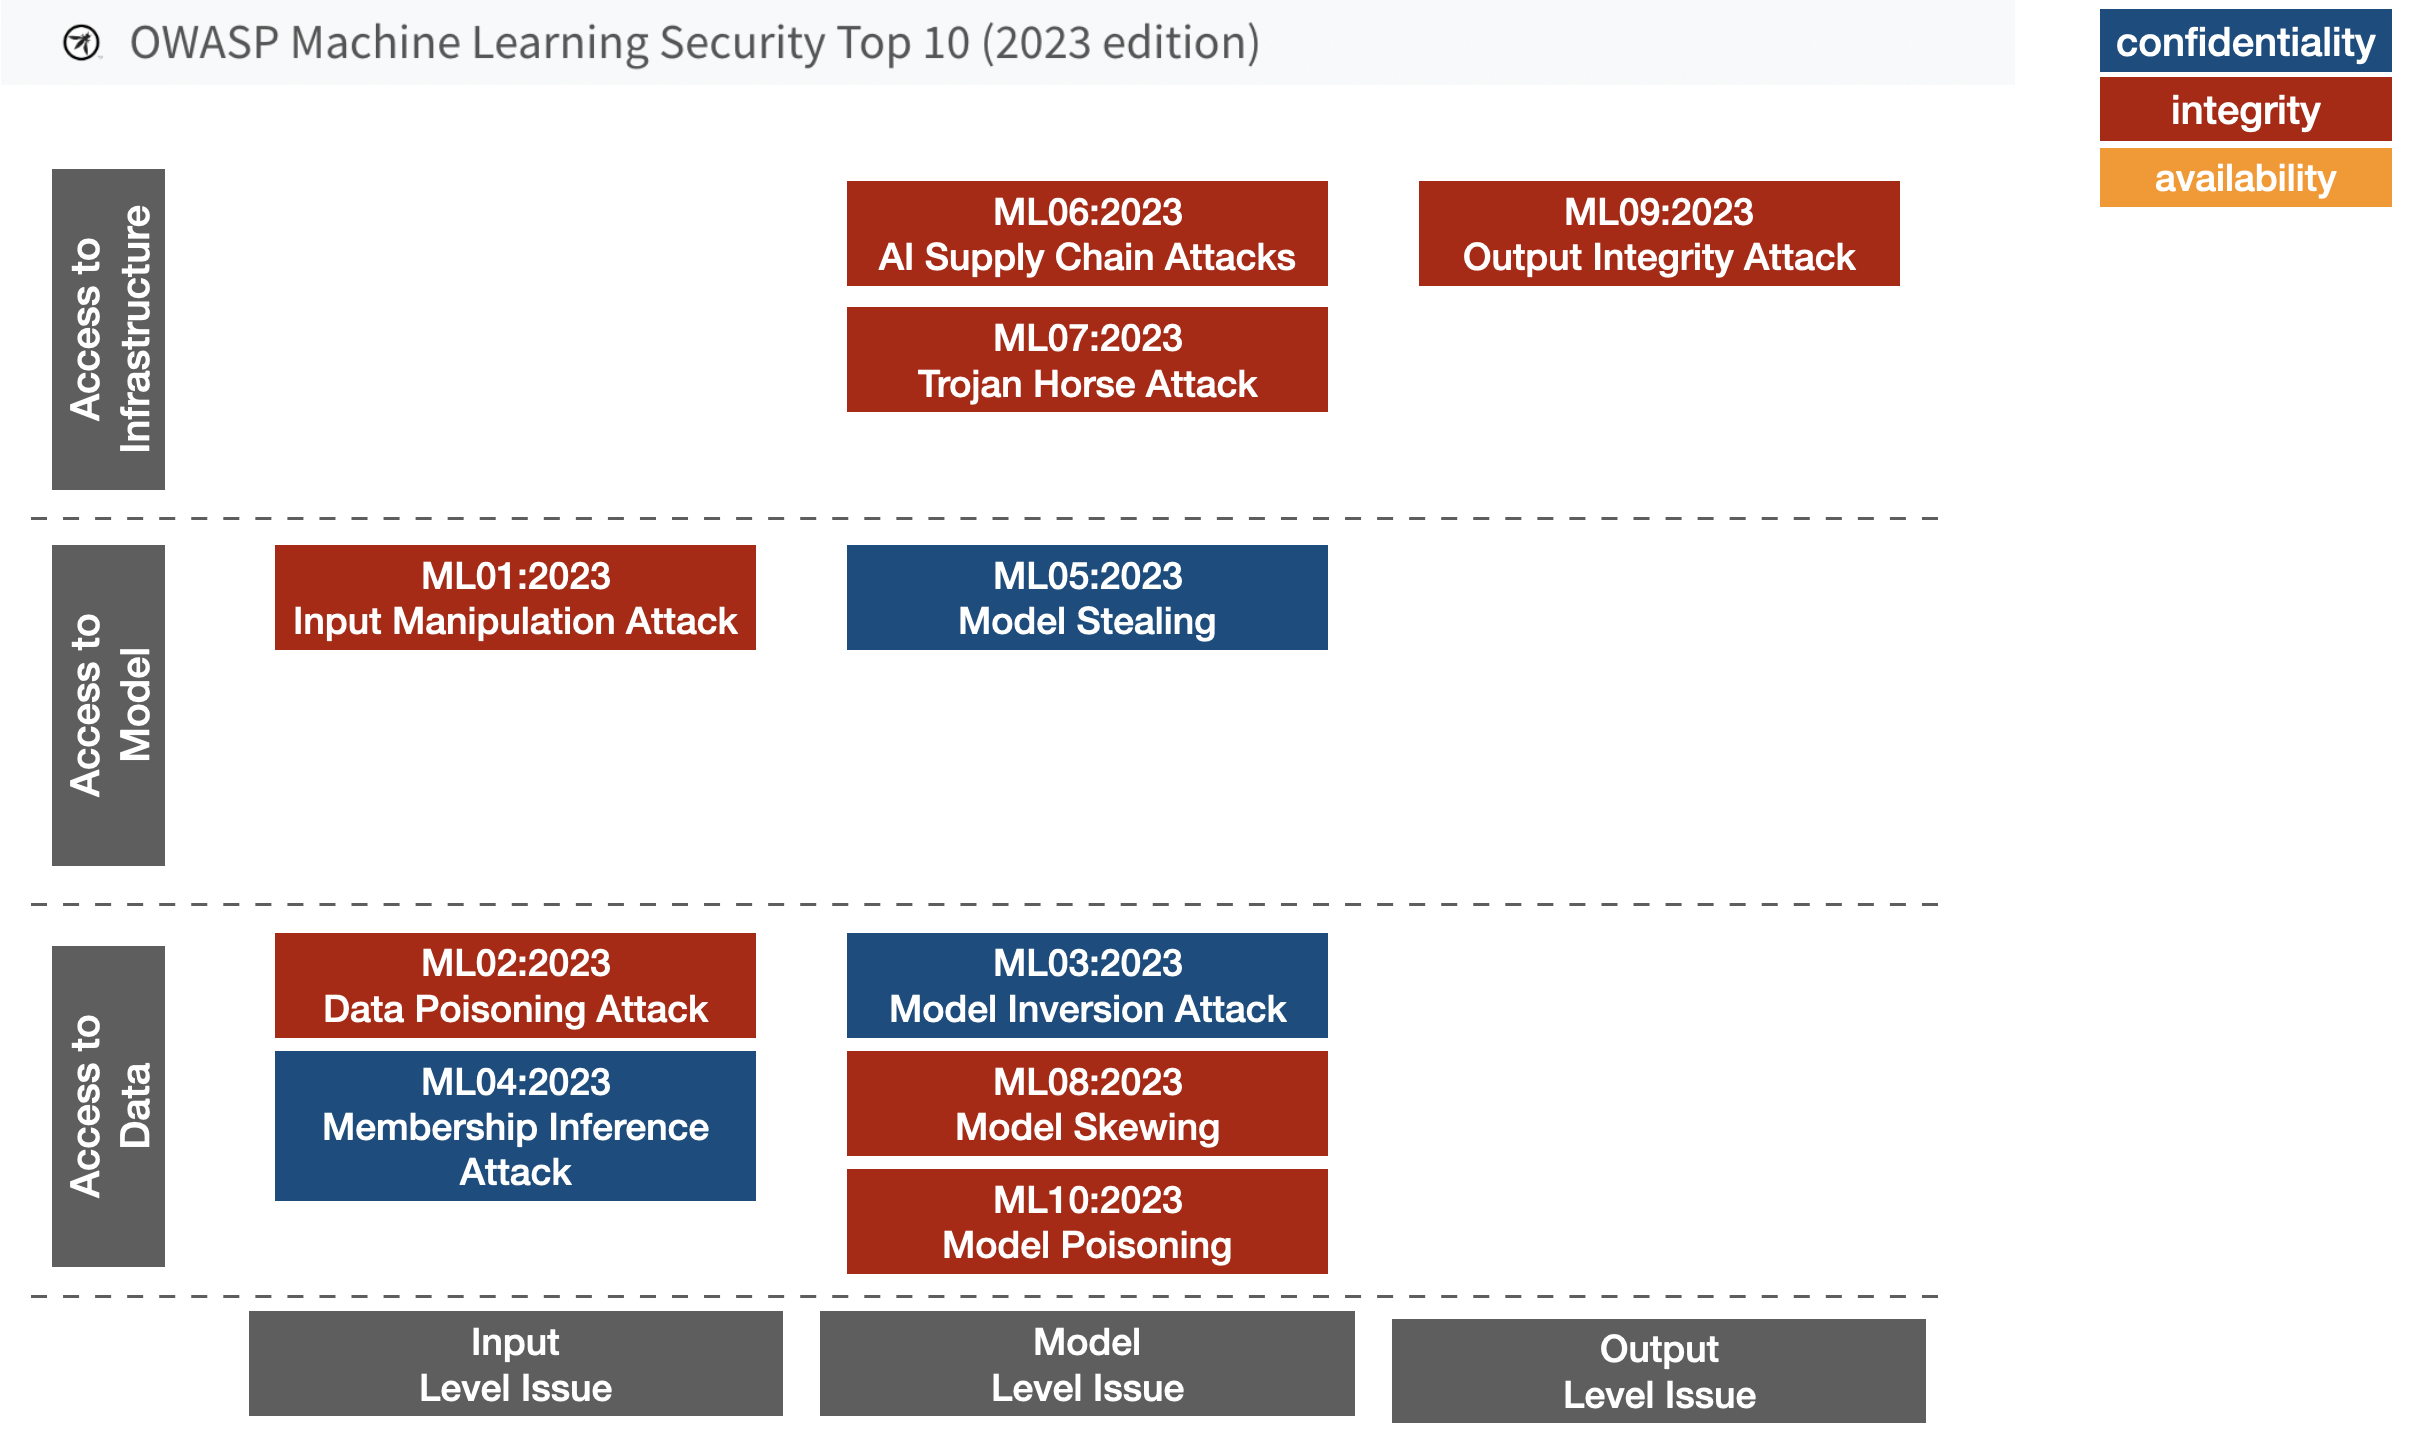 OWASP Machine Learning Security Top 10 (2023 edition)
confidentiality
integrity
availability
Access to
Infrastructure
ML06:2023
AI Supply Chain Attacks
ML07:2023
Trojan Horse Attack
ML09:2023
Output Integrity Attack
Access to
Model
ML01:2023
Input Manipulation Attack
ML05:2023
Model Stealing
Access to
Data
ML02:2023
Data Poisoning Attack
ML04:2023
Membership Inference
Attack
ML03:2023
Model Inversion Attack
ML08:2023
Model Skewing
ML10:2023
Model Poisoning
Input
Level Issue
Model
Level Issue
Output
Level Issue